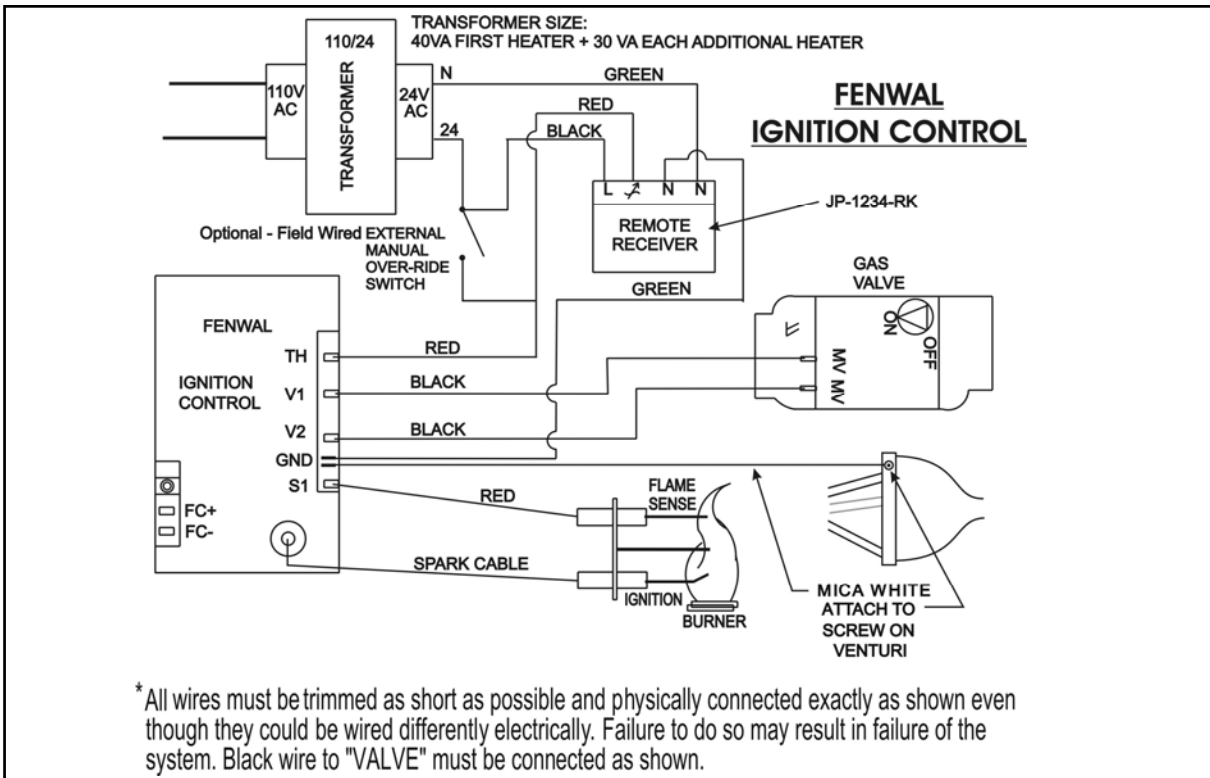 TRANSFORMER SIZE:
40VA FIRST HEATER + 30 VA EACH ADDITIONAL HEATER
110/24
TRANSFORMER
110V
AC
24V
AC
N
24
GREEN
RED
BLACK
FENWAL
IGNITION CONTROL
L
N
N
REMOTE
RECEIVER
JP-1234-RK
Optional - Field Wired EXTERNAL
MANUAL
OVER-RIDE
SWITCH
GREEN
GAS
VALVE
ON
OFF
MV MV
FENWAL
IGNITION
CONTROL
TH
V1
V2
GND
S1
FC+
FC-
RED
BLACK
BLACK
RED
SPARK CABLE
FLAME
SENSE
IGNITION
BURNER
MICA WHITE
ATTACH TO
SCREW ON
VENTURI
*All wires must be trimmed as short as possible and physically connected exactly as shown even
though they could be wired differently electrically. Failure to do so may result in failure of the
system. Black wire to "VALVE" must be connected as shown.